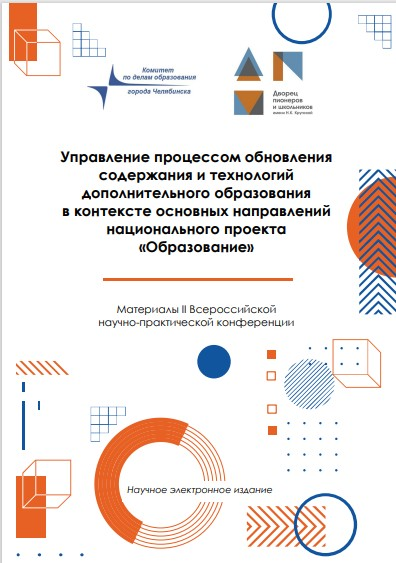 Комитет
по делам образования
города Челябинска
Дворец
пионеров
и школьников
имени Н.К. Крупской
Управление процессом обновления
содержания и технологий
дополнительного образования
в контексте основных направлений
национального проекта
«Образование»
Материалы II Всероссийской
научно-практической конференции
Научное электронное издание